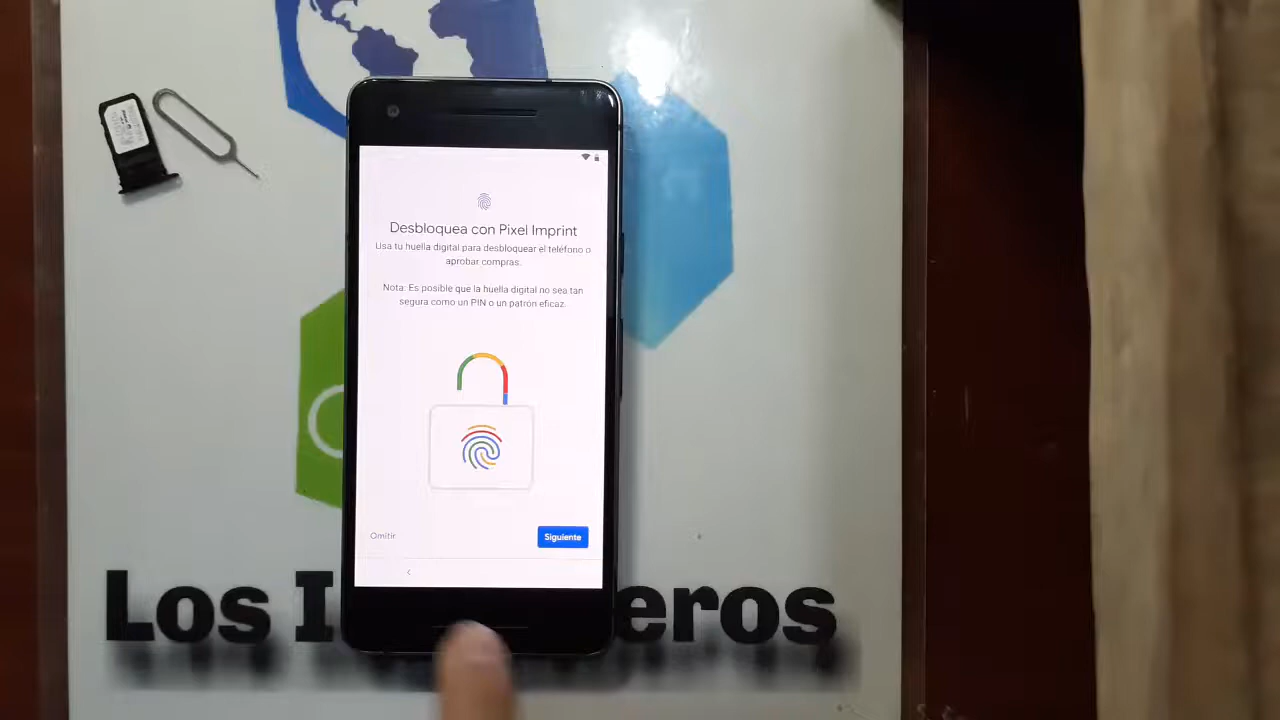 Desbloquea con Pixel Imprint
Usa tu huella digital para desbloquear el teléfono o
aprobar compras.
Nota: Es posible que la huella digital no sea tan
segura como un PIN o un patrón eficaz.
Omitir
Siguiente
Los I eros